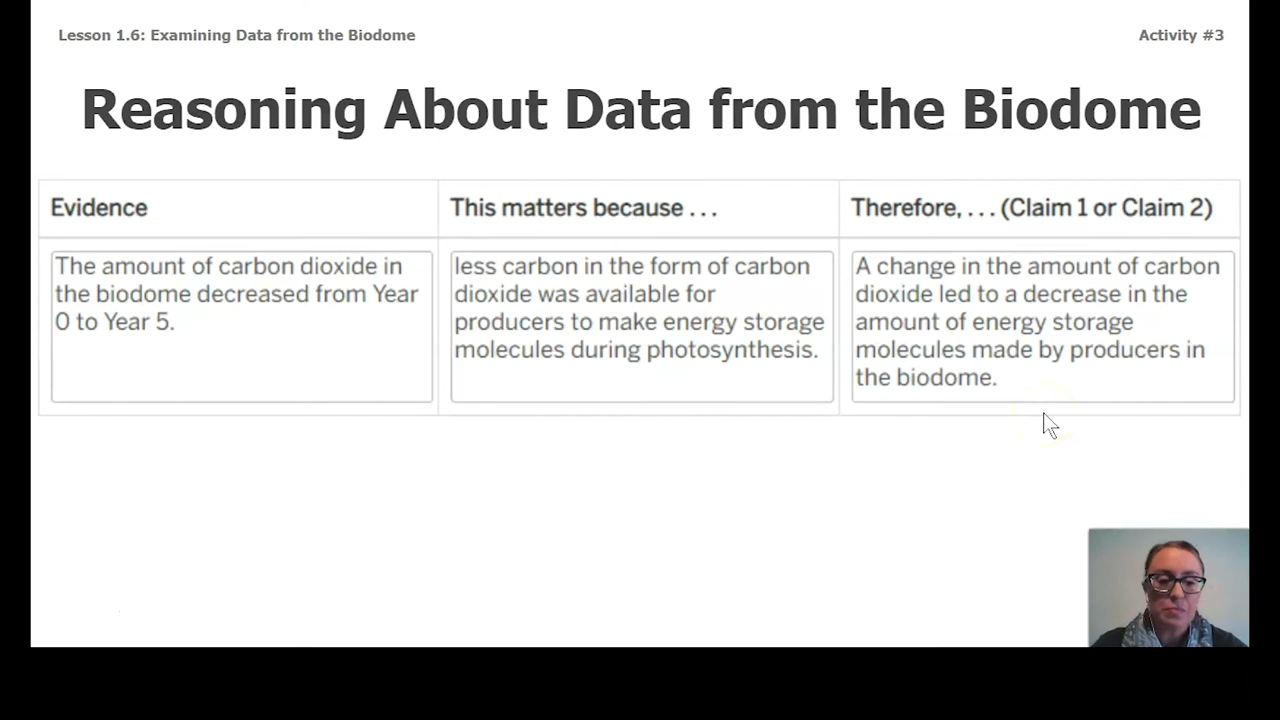 Lesson 1.6: Examining Data from the Biodome
Activity #3
Reasoning About Data from the Biodome
Evidence
This matters because . . .
Therefore, . . . (Claim 1 or Claim 2)
The amount of carbon dioxide in
the biodome decreased from Year
0 to Year 5.
less carbon in the form of carbon
dioxide was available for
producers to make energy storage
molecules during photosynthesis.
A change in the amount of carbon
dioxide led to a decrease in the
amount of energy storage
molecules made by producers in
the biodome.